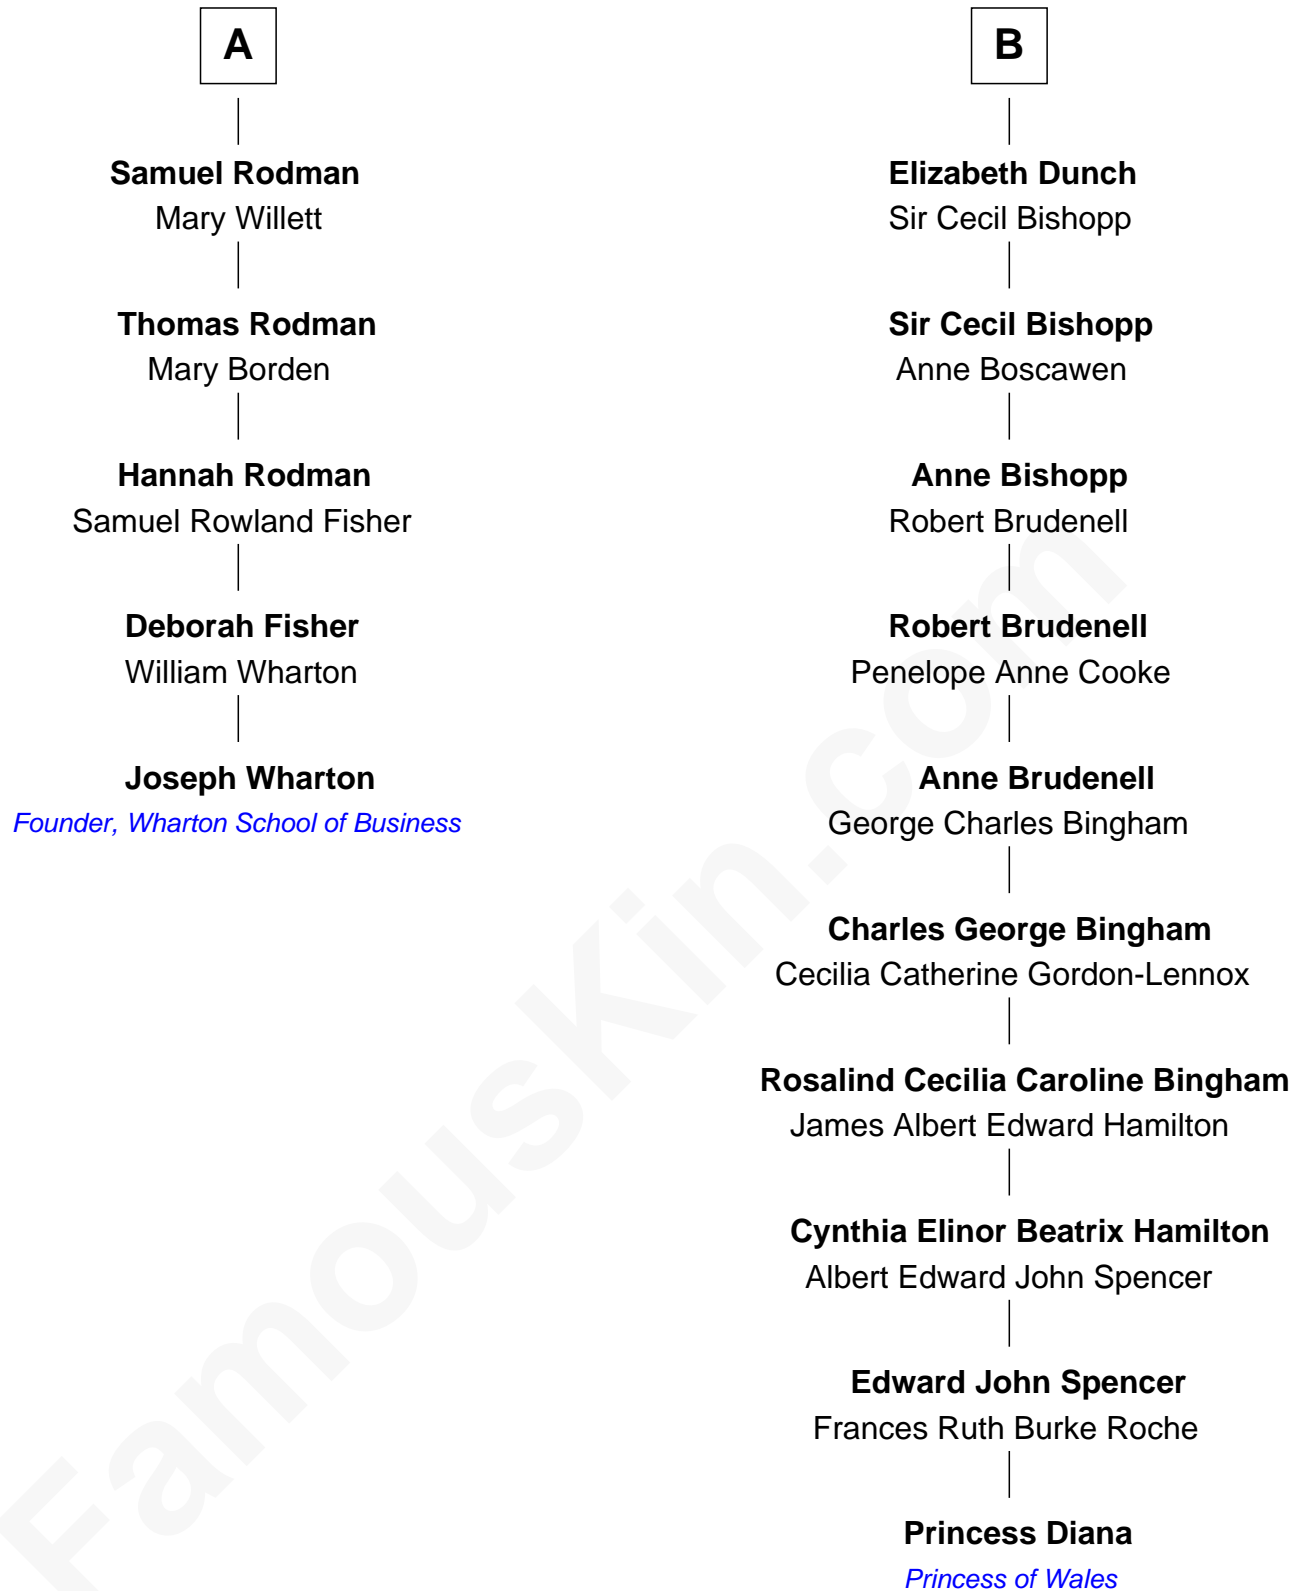 A
Samuel Rodman
Mary Willett
Thomas Rodman
Mary Borden
Hannah Rodman
Samuel Rowland Fisher
Deborah Fisher
William Wharton
Joseph Wharton
Founder, Wharton School of Business
B
Elizabeth Dunch
Sir Cecil Bishopp
Sir Cecil Bishopp
Anne Boscawen
Anne Bishopp
Robert Brudenell
Robert Brudenell
Penelope Anne Cooke
Anne Brudenell
George Charles Bingham
Charles George Bingham
Cecilia Catherine Gordon-Lennox
Rosalind Cecilia Caroline Bingham
James Albert Edward Hamilton
Cynthia Elinor Beatrix Hamilton
Albert Edward John Spencer
Edward John Spencer
Frances Ruth Burke Roche
Princess Diana
Princess of Wales
FamousKin.com